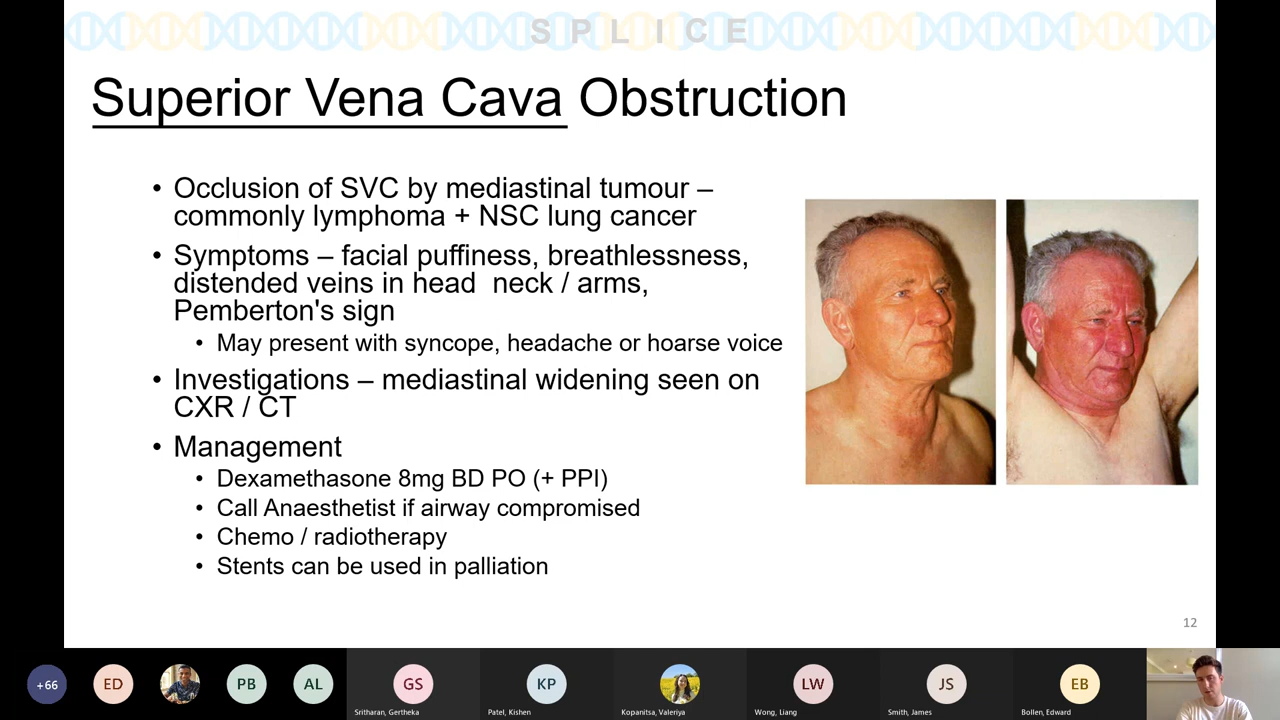 S P L I C E
Superior Vena Cava Obstruction
• Occlusion of SVC by mediastinal tumour –
commonly lymphoma + NSC lung cancer
• Symptoms – facial puffiness, breathlessness,
distended veins in head  neck / arms,
Pemberton's sign
• May present with syncope, headache or hoarse voice
• Investigations – mediastinal widening seen on
CXR / CT
• Management
• Dexamethasone 8mg BD PO (+ PPI)
• Call Anaesthetist if airway compromised
• Chemo / radiotherapy
• Stents can be used in palliation
12
+66
ED
PB
AL
GS
KP
LW
JS
EB
Sritharan, Gertheka
Patel, Kishen
Kopanitsa, Valeriya
Wong, Liang
Smith, James
Bollen, Edward